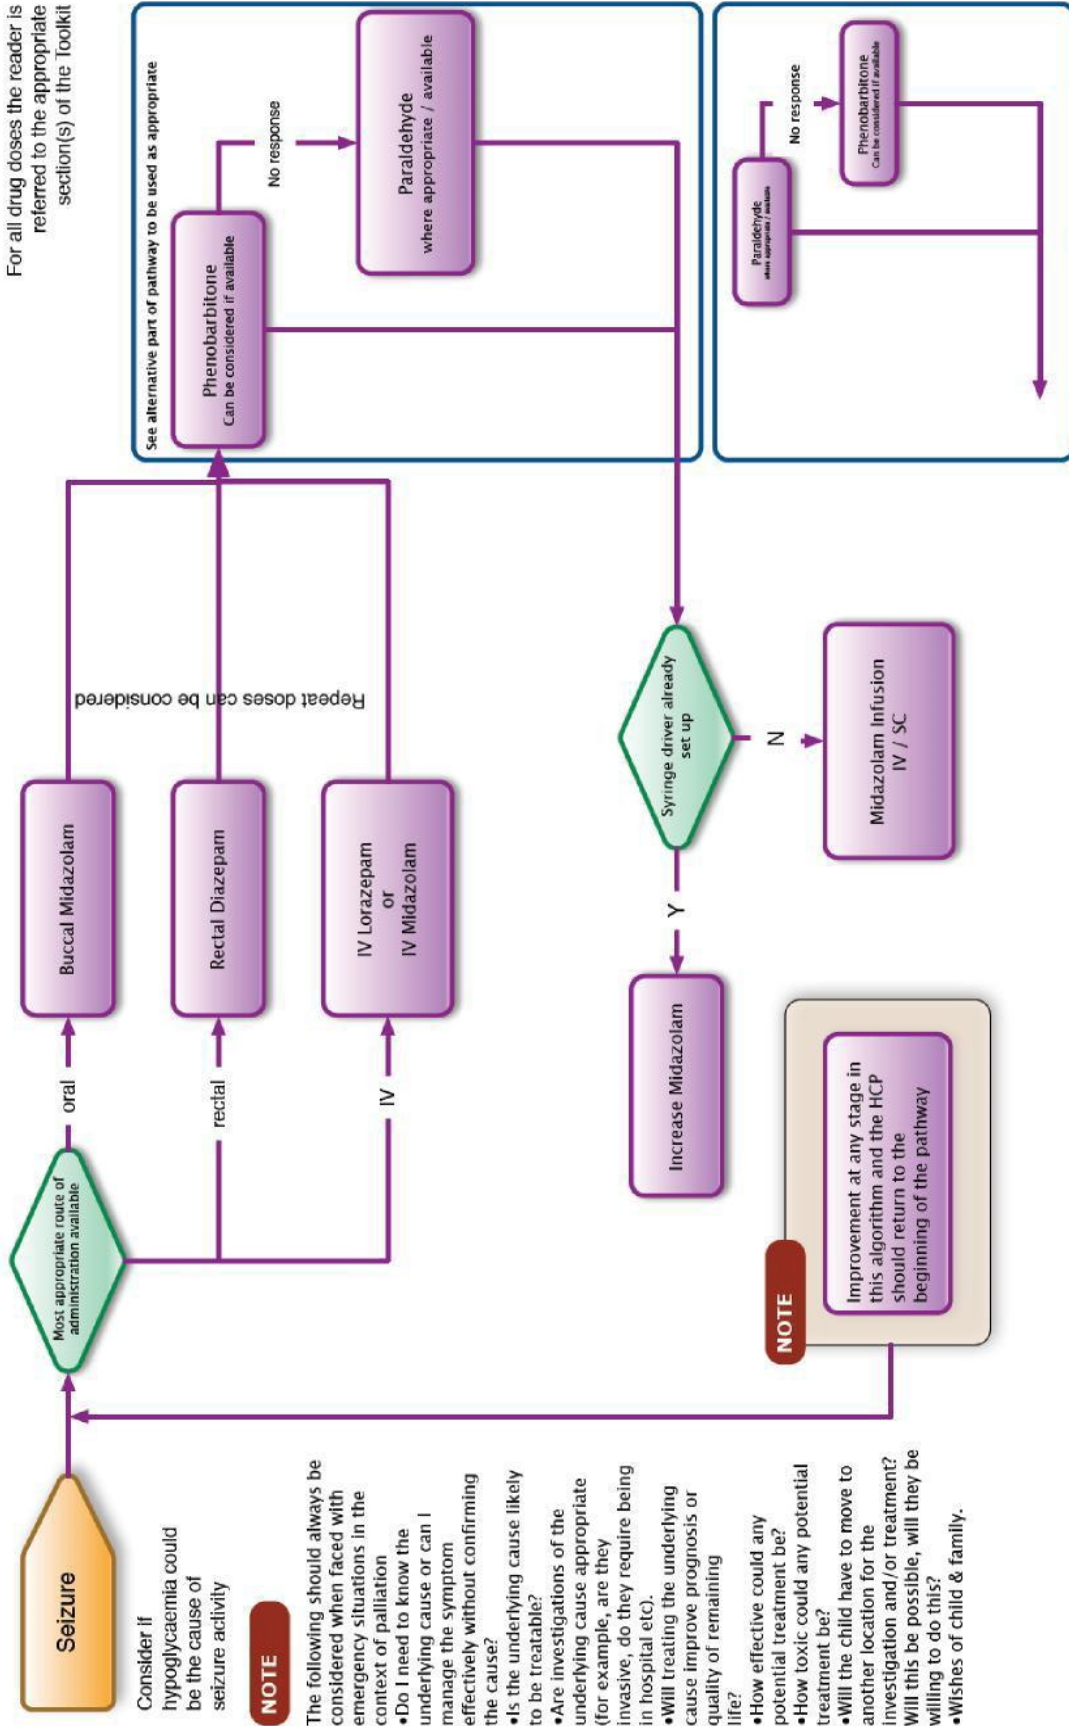 For all drug doses the reader is
referred to the appropriate
section(s) of the Toolkit
Seizure
Consider if
hypoglycaemia could
be the cause of
seizure activity
NOTE
The following should always be
considered when faced with
emergency situations in the
context of palliation
•Do I need to know the
underlying cause or can I
manage the symptom
effectively without confirming
the cause?
•Is the underlying cause likely
to be treatable?
•Are investigations of the
underlying cause appropriate
(for example, are they
invasive, do they require being
in hospital etc).
•Will treating the underlying
cause improve prognosis or
quality of remaining
life?
•How effective could any
potential treatment be?
•How toxic could any potential
treatment be?
•Will the child have to move to
another location for the
investigation and/or treatment?
Will this be possible, will they be
willing to do this?
•Wishes of child & family.
Most appropriate route of
administration available
oral
rectal
IV
Buccal Midazolam
Rectal Diazepam
IV Lorazepam
or
IV Midazolam
Repeat doses can be considered
See alternative part of pathway to be used as appropriate
Phenobarbitone
Can be considered if available
No response
Paraldehyde
where appropriate / available
Syringe driver already
set up
Y
N
Increase Midazolam
Midazolam Infusion
IV / SC
NOTE
Improvement at any stage in
this algorithm and the HCP
should return to the
beginning of the pathway
Paraldehyde
where appropriate / available
No response
Phenobarbitone
Can be considered if available